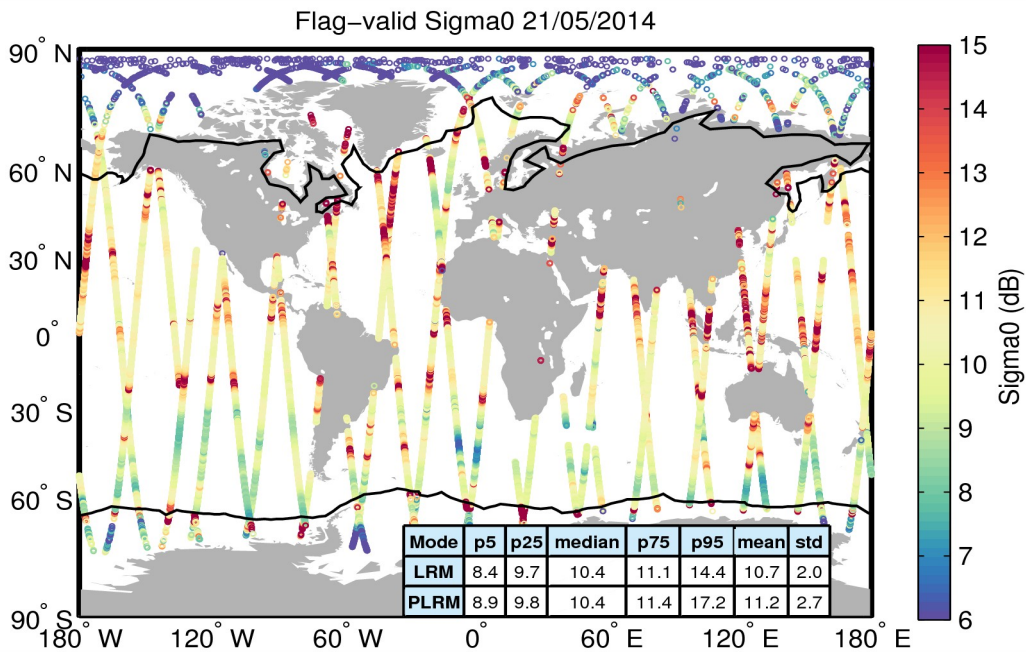 Flag−valid Sigma0 21/05/2014
90° N
60° N
30° N
0°
30° S
60° S
90° S
180° W
120° W
60° W
0°
60° E
120° E
180° E
15
14
13
12
11
10
9
8
7
6
Sigma0 (dB)
Mode p5 p25 median p75 p95 mean std
LRM 8.4 9.7 10.4 11.1 14.4 10.7 2.0
PLRM 8.9 9.8 10.4 11.4 17.2 11.2 2.7